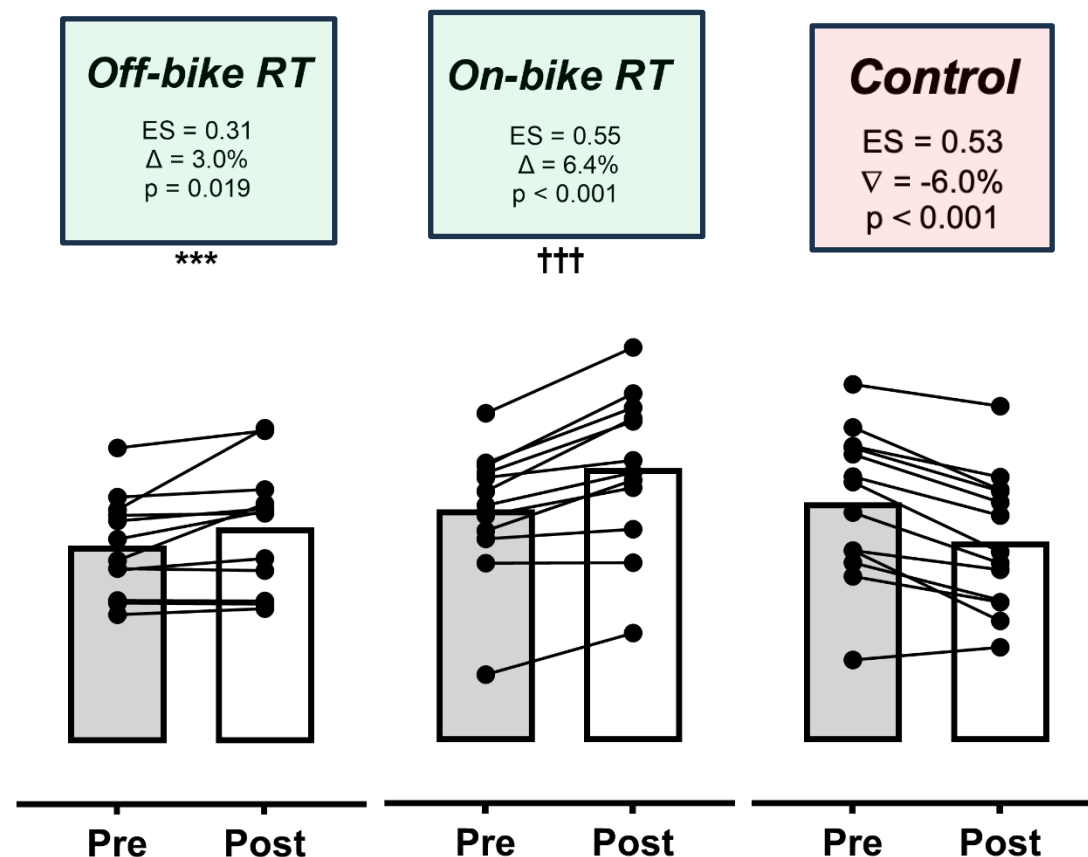 Off-bike RT
ES = 0.31
Δ = 3.0%
p = 0.019
***
On-bike RT
ES = 0.55
Δ = 6.4%
p < 0.001
†††
Control
ES = 0.53
∇ = -6.0%
p < 0.001
Pre Post
Pre Post
Pre Post